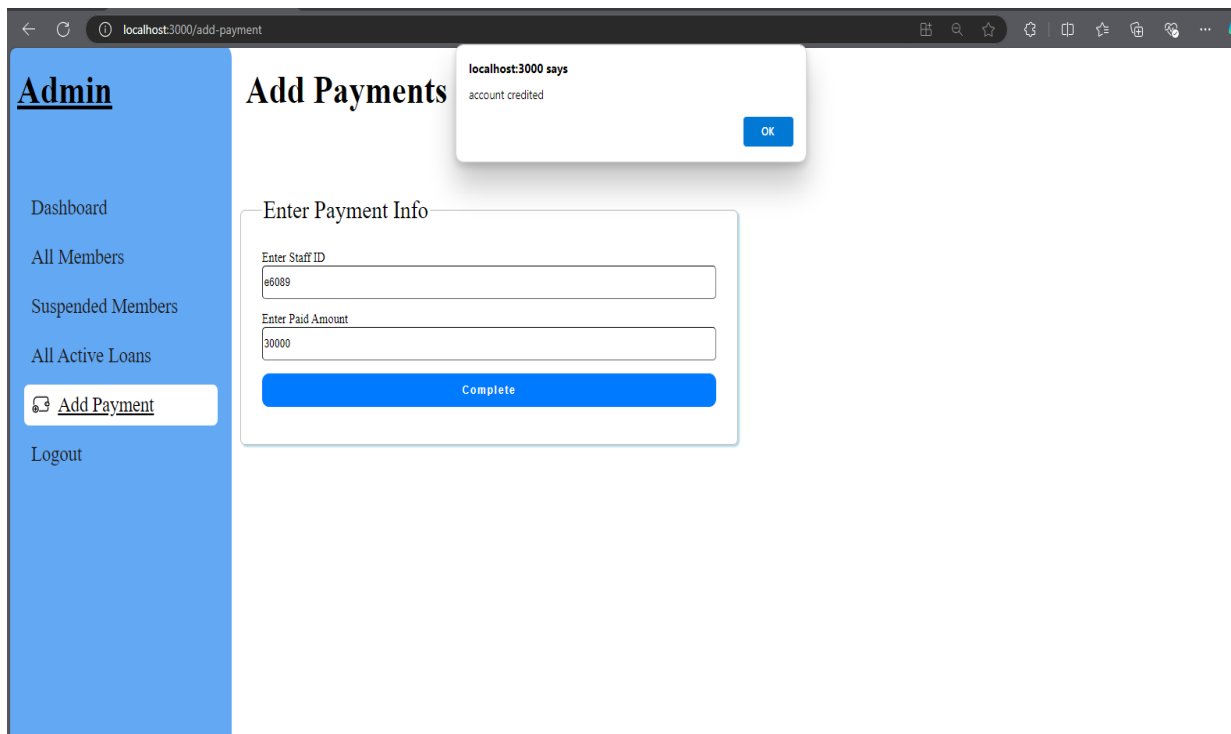 localhost:3000/add-payment
localhost:3000 says
account credited
OK
Admin
Dashboard
All Members
Suspended Members
All Active Loans
Add Payment
Logout
Add Payments
Enter Payment Info
Enter Staff ID
e6089
Enter Paid Amount
30000
Complete